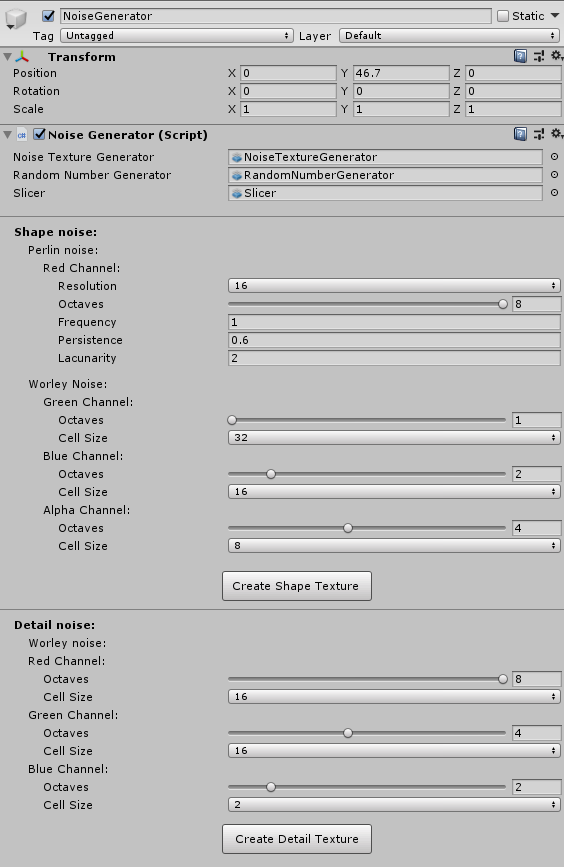 NoiseGenerator Static
Tag Untagged Layer Default
Transform
Position X 0 Y 46.7 Z 0
Rotation X 0 Y 0 Z 0
Scale X 1 Y 1 Z 1
Noise Generator (Script)
Noise Texture Generator NoiseTextureGenerator
Random Number Generator RandomNumberGenerator
Slicer Slicer
Shape noise:
Perlin noise:
Red Channel:
Resolution 16
Octaves 8
Frequency 1
Persistence 0.6
Lacunarity 2
Worley Noise:
Green Channel:
Octaves 1
Cell Size 32
Blue Channel:
Octaves 2
Cell Size 16
Alpha Channel:
Octaves 4
Cell Size 8
Create Shape Texture
Detail noise:
Worley noise:
Red Channel:
Octaves 8
Cell Size 16
Green Channel:
Octaves 4
Cell Size 16
Blue Channel:
Octaves 2
Cell Size 2
Create Detail Texture